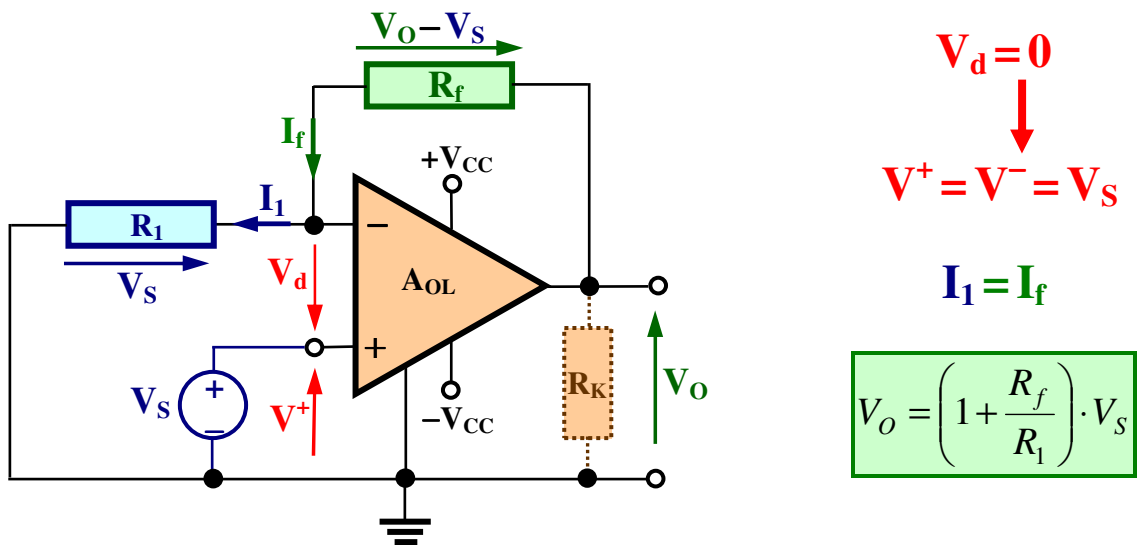 V_O − V_S
R_f
I_f
+V_CC
I_1
R_1
V_S
−
V_d
A_OL
+
V_S
+
−
V^+
−V_CC
R_K
V_O
V_d = 0
V^+ = V^− = V_S
I_1 = I_f
V_O = (1 + R_f / R_1) · V_S